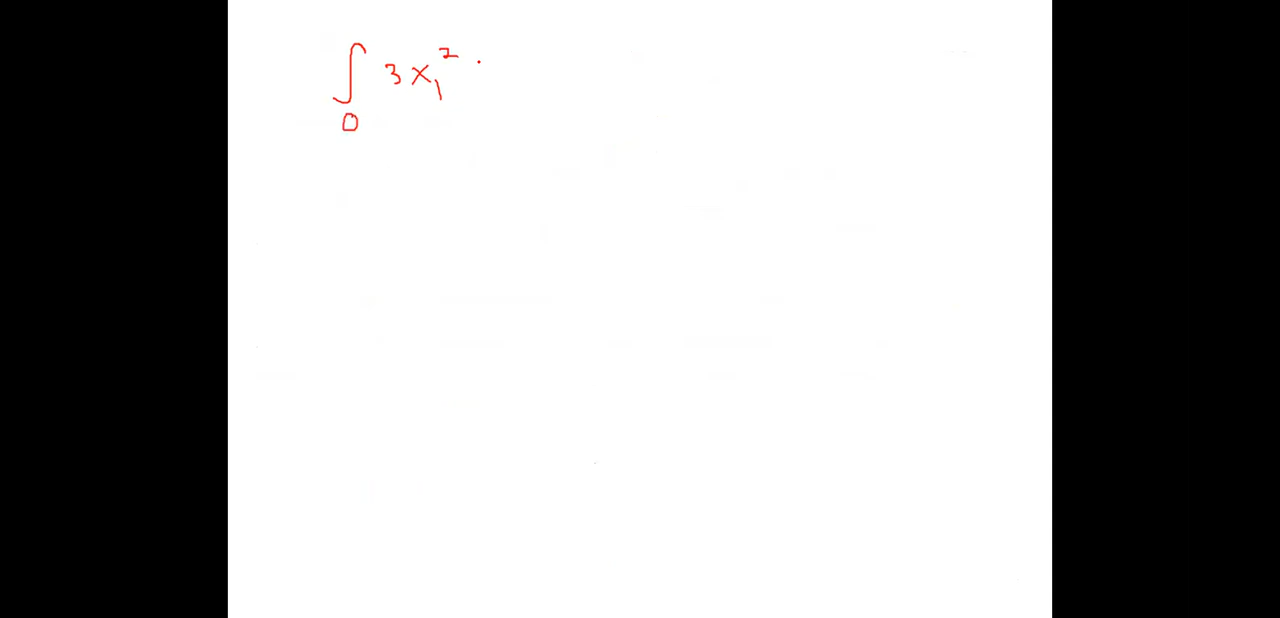 ∫₀ 3x₁² ·